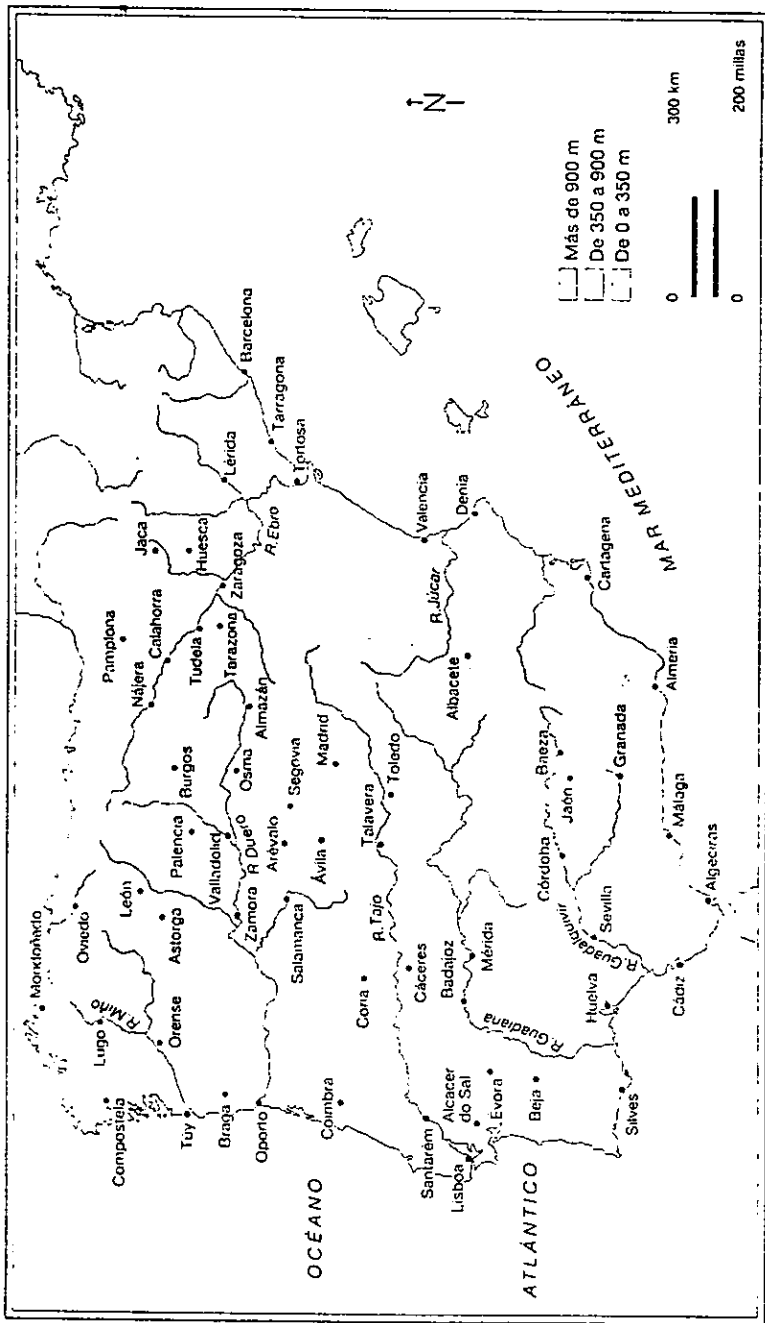 Mondoñedo
Oviedo
Lugo
R. Miño
Compostela
Orense
León
Astorga
Tuy
Braga
Oporto
Coimbra
Palencia
Burgos
Valladolid
R. Duero
Zamora
Salamanca
Arévalo
Ávila
Segovia
Osma
Almazán
Nájera
Pamplona
Calahorra
Tudela
Tarazona
Jaca
Huesca
Zaragoza
R. Ebro
Lérida
Tortosa
Tarragona
Barcelona
Madrid
Talavera
Toledo
R. Tajo
Coria
Cáceres
Santarém
Lisboa
Alcacer
do Sal
Evora
Beja
Silves
Badajoz
Mérida
R. Guadiana
Huelva
Sevilla
R. Guadalquivir
Córdoba
Jaén
Baeza
Granada
Cádiz
Algeciras
Málaga
Almeria
Albacete
R. Júcar
Valencia
Denia
Cartagena
OCÉANO
ATLÁNTICO
MAR MEDITERRÁNEO
N
Más de 900 m
De 350 a 900 m
De 0 a 350 m
0 300 km
0 200 millas